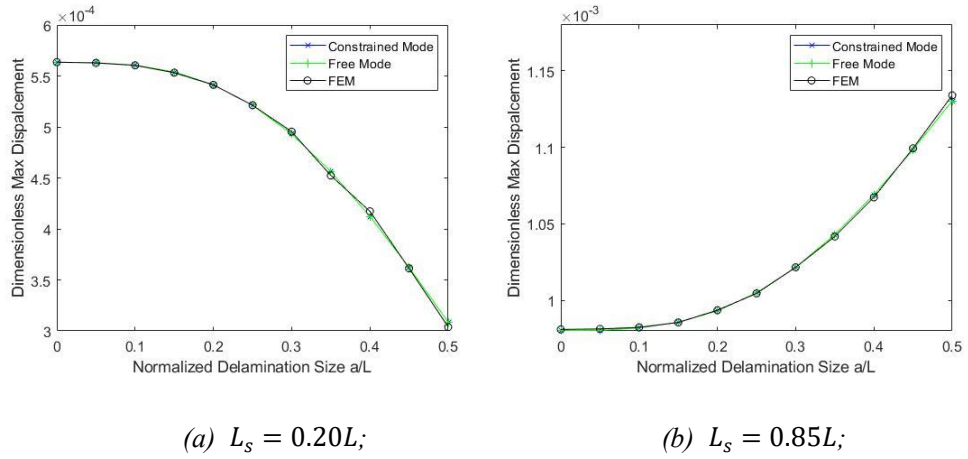 ×10⁻⁴
6
5.5
5
4.5
4
3.5
3
0 0.1 0.2 0.3 0.4 0.5
Normalized Delamination Size a/L
Dimensionless Max Dispalcement
Constrained Mode
Free Mode
FEM
(a) Lₛ = 0.20L;
×10⁻³
1.15
1.1
1.05
1
0 0.1 0.2 0.3 0.4 0.5
Normalized Delamination Size a/L
Dimensionless Max Dispalcement
Constrained Mode
Free Mode
FEM
(b) Lₛ = 0.85L;